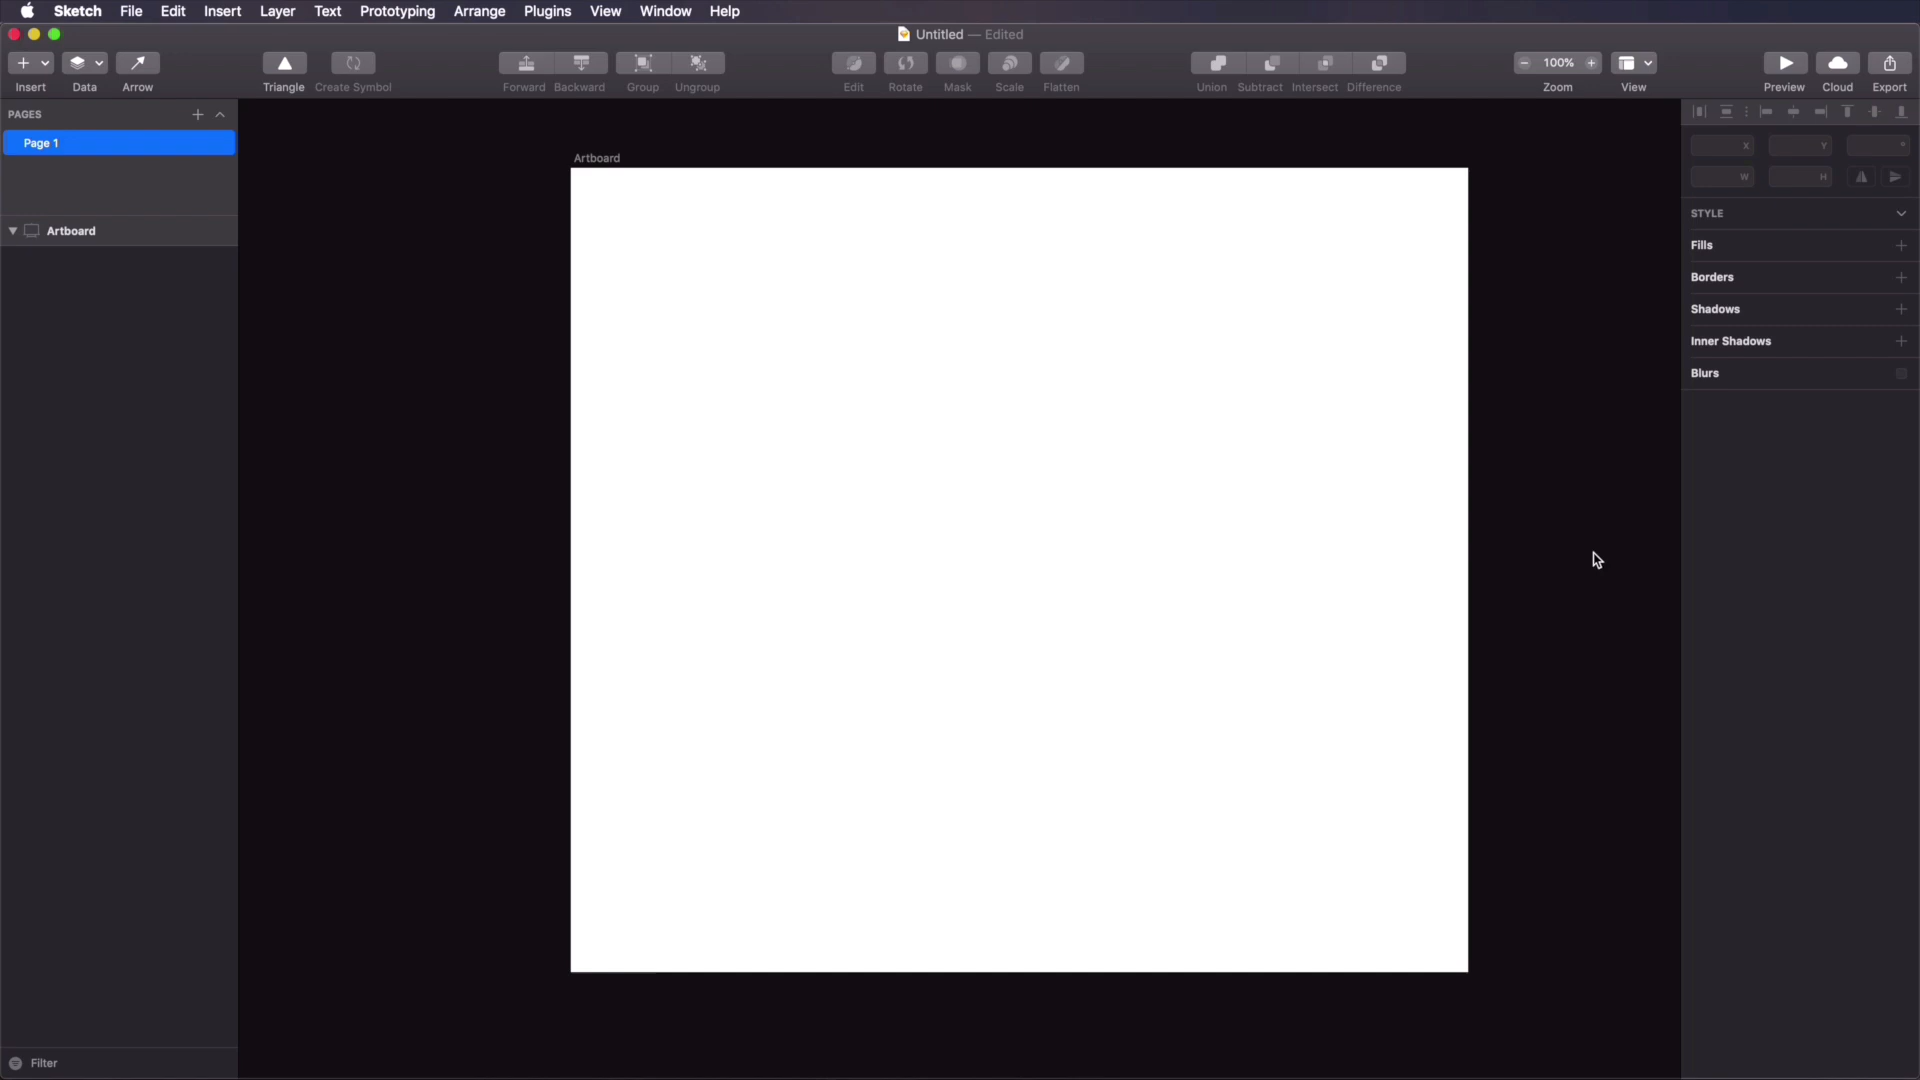 Sketch File Edit Insert Layer Text Prototyping Arrange Plugins View Window Help
Untitled — Edited
100%
Insert Data Arrow Triangle Create Symbol Forward Backward Group Ungroup Edit Rotate Mask Scale Flatten Union Subtract Intersect Difference Zoom View Preview Cloud Export
PAGES
Page 1
Artboard
Artboard
X Y °
W H
STYLE
Fills
Borders
Shadows
Inner Shadows
Blurs
Filter